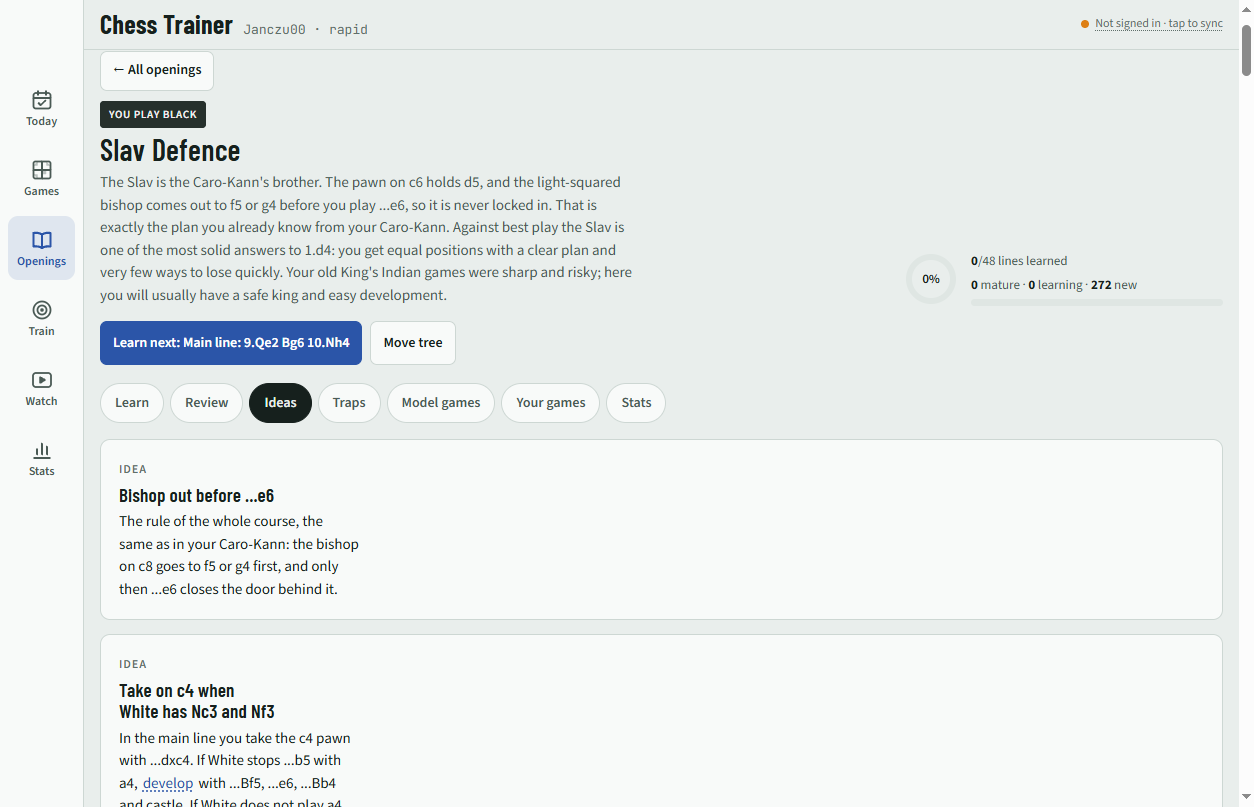 Chess Trainer Janczu00 · rapid
Not signed in · tap to sync
Today
Games
Openings
Train
Watch
Stats
← All openings
YOU PLAY BLACK
Slav Defence
The Slav is the Caro-Kann's brother. The pawn on c6 holds d5, and the light-squared
bishop comes out to f5 or g4 before you play ...e6, so it is never locked in. That is
exactly the plan you already know from your Caro-Kann. Against best play the Slav is
one of the most solid answers to 1.d4: you get equal positions with a clear plan and
very few ways to lose quickly. Your old King's Indian games were sharp and risky; here
you will usually have a safe king and easy development.
0%
0/48 lines learned
0 mature · 0 learning · 272 new
Learn next: Main line: 9.Qe2 Bg6 10.Nh4
Move tree
Learn
Review
Ideas
Traps
Model games
Your games
Stats
IDEA
Bishop out before ...e6
The rule of the whole course, the
same as in your Caro-Kann: the bishop
on c8 goes to f5 or g4 first, and only
then ...e6 closes the door behind it.
IDEA
Take on c4 when
White has Nc3 and Nf3
In the main line you take the c4 pawn
with ...dxc4. If White stops ...b5 with
a4, develop with ...Bf5, ...e6, ...Bb4
and castle. If White does not play a4